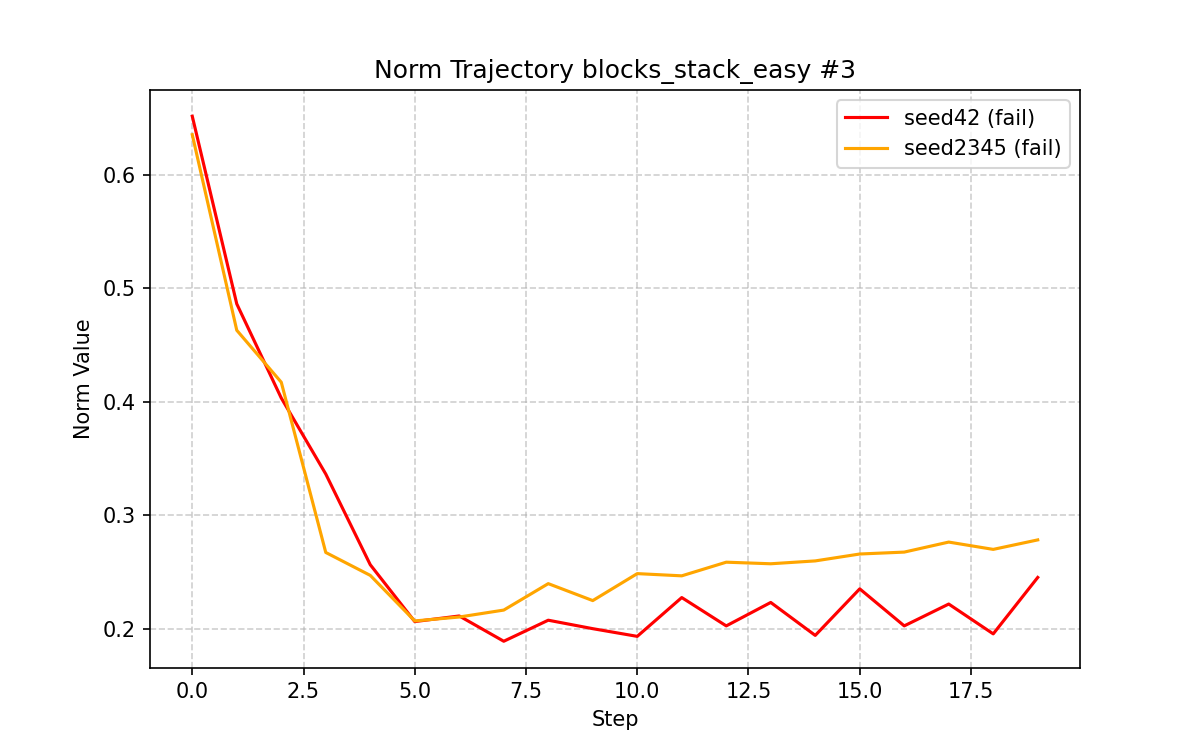 Norm Trajectory blocks_stack_easy #3
seed42 (fail)
seed2345 (fail)
Norm Value
0.6
0.5
0.4
0.3
0.2
0.0 2.5 5.0 7.5 10.0 12.5 15.0 17.5
Step